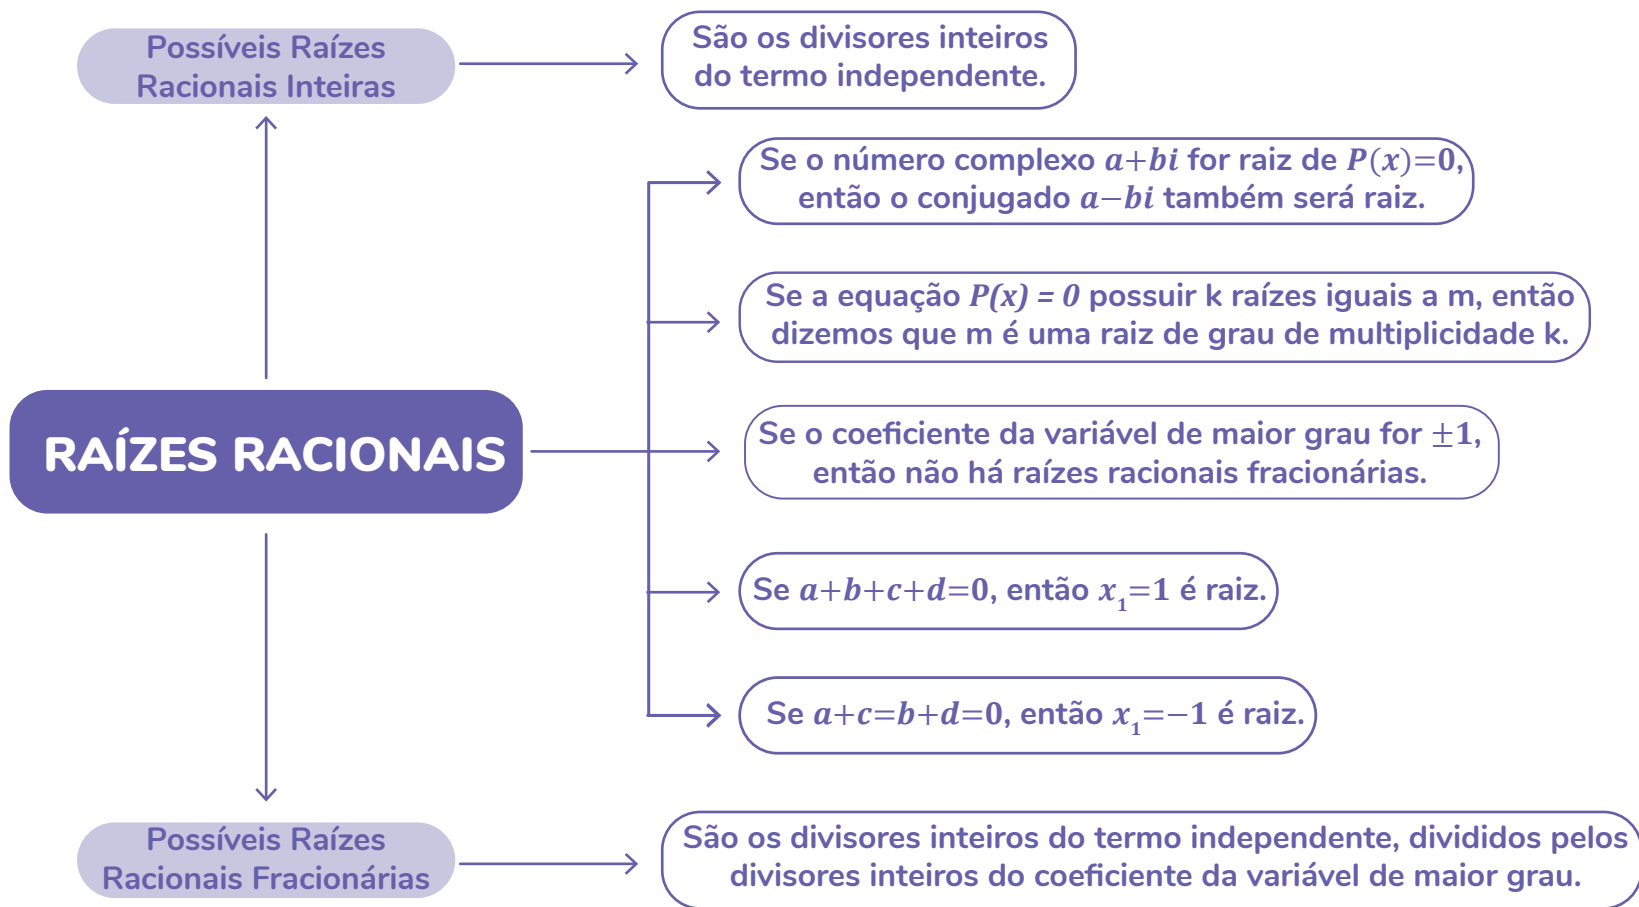 Possíveis Raízes
Racionais Inteiras
São os divisores inteiros
do termo independente.
Se o número complexo a+bi for raiz de P(x)=0,
então o conjugado a−bi também será raiz.
Se a equação P(x) = 0 possuir k raízes iguais a m, então
dizemos que m é uma raiz de grau de multiplicidade k.
RAÍZES RACIONAIS
Se o coeficiente da variável de maior grau for ±1,
então não há raízes racionais fracionárias.
Se a+b+c+d=0, então x₁=1 é raiz.
Se a+c=b+d=0, então x₁=−1 é raiz.
Possíveis Raízes
Racionais Fracionárias
São os divisores inteiros do termo independente, divididos pelos
divisores inteiros do coeficiente da variável de maior grau.